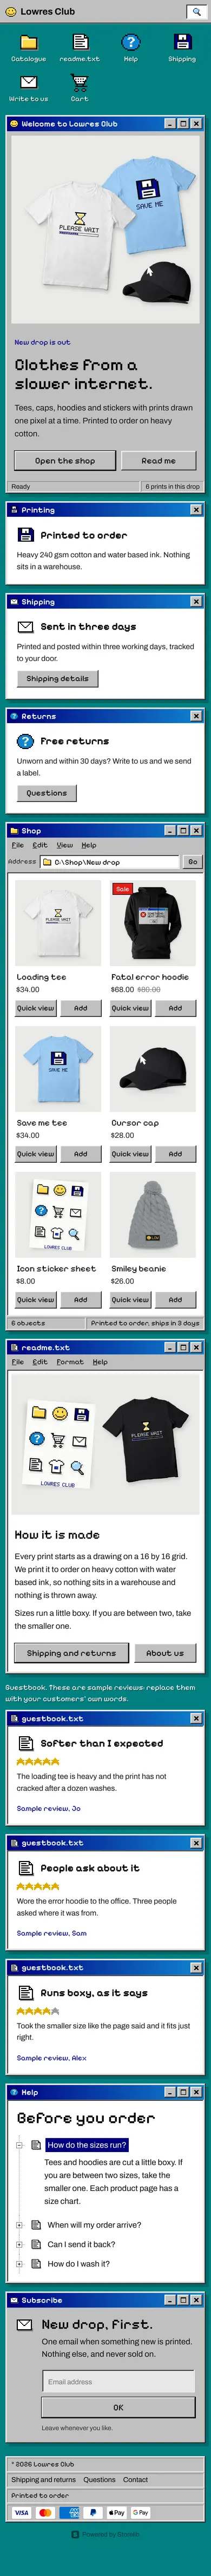 Lowres Club
Catalogue
readme.txt
Help
Shipping
Write to us
Cart
Welcome to Lowres Club
PLEASE WAIT
SAVE ME
New drop is out
Clothes from a
slower internet.
Tees, caps, hoodies and stickers with prints drawn
one pixel at a time. Printed to order on heavy
cotton.
Open the shop
Read me
Ready
6 prints in this drop
Printing
Printed to order
Heavy 240 gsm cotton and water based ink. Nothing
sits in a warehouse.
Shipping
Sent in three days
Printed and posted within three working days, tracked
to your door.
Shipping details
Returns
Free returns
Unworn and within 30 days? Write to us and we send
a label.
Questions
Shop
File Edit View Help
Address
C:\Shop\New drop
Go
PLEASE WAIT
Sale
Loading tee
$34.00
Quick view
Add
Fatal error hoodie
$68.00 $80.00
Quick view
Add
SAVE ME
Save me tee
$34.00
Quick view
Add
Cursor cap
$28.00
Quick view
Add
LOWRES CLUB
Icon sticker sheet
$8.00
Quick view
Add
Smiley beanie
$26.00
Quick view
Add
6 objects
Printed to order, ships in 3 days
readme.txt
File Edit Format Help
PLEASE WAIT
LOWRES CLUB
How it is made
Every print starts as a drawing on a 16 by 16 grid.
We print it to order on heavy cotton with water
based ink, so nothing sits in a warehouse and
nothing is thrown away.
Sizes run a little boxy. If you are between two, take
the smaller one.
Shipping and returns
About us
Guestbook. These are sample reviews: replace them
with your customers' own words.
guestbook.txt
Softer than I expected
The loading tee is heavy and the print has not
cracked after a dozen washes.
Sample review, Jo
guestbook.txt
People ask about it
Wore the error hoodie to the office. Three people
asked where it was from.
Sample review, Sam
guestbook.txt
Runs boxy, as it says
Took the smaller size like the page said and it fits just
right.
Sample review, Alex
Help
Before you order
How do the sizes run?
Tees and hoodies are cut a little boxy. If
you are between two sizes, take the
smaller one. Each product page has a
size chart.
When will my order arrive?
Can I send it back?
How do I wash it?
Subscribe
New drop, first.
One email when something new is printed.
Nothing else, and never sold on.
Email address
OK
Leave whenever you like.
© 2026 Lowres Club
Shipping and returns Questions Contact
Printed to order
VISA
PayPal
Apple Pay
G Pay